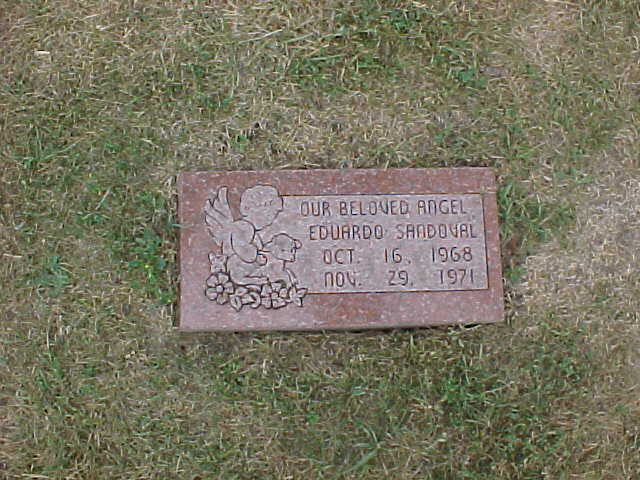 OUR BELOVED ANGEL
EDUARDO SANDOVAL
OCT. 16, 1968
NOV. 29, 1971